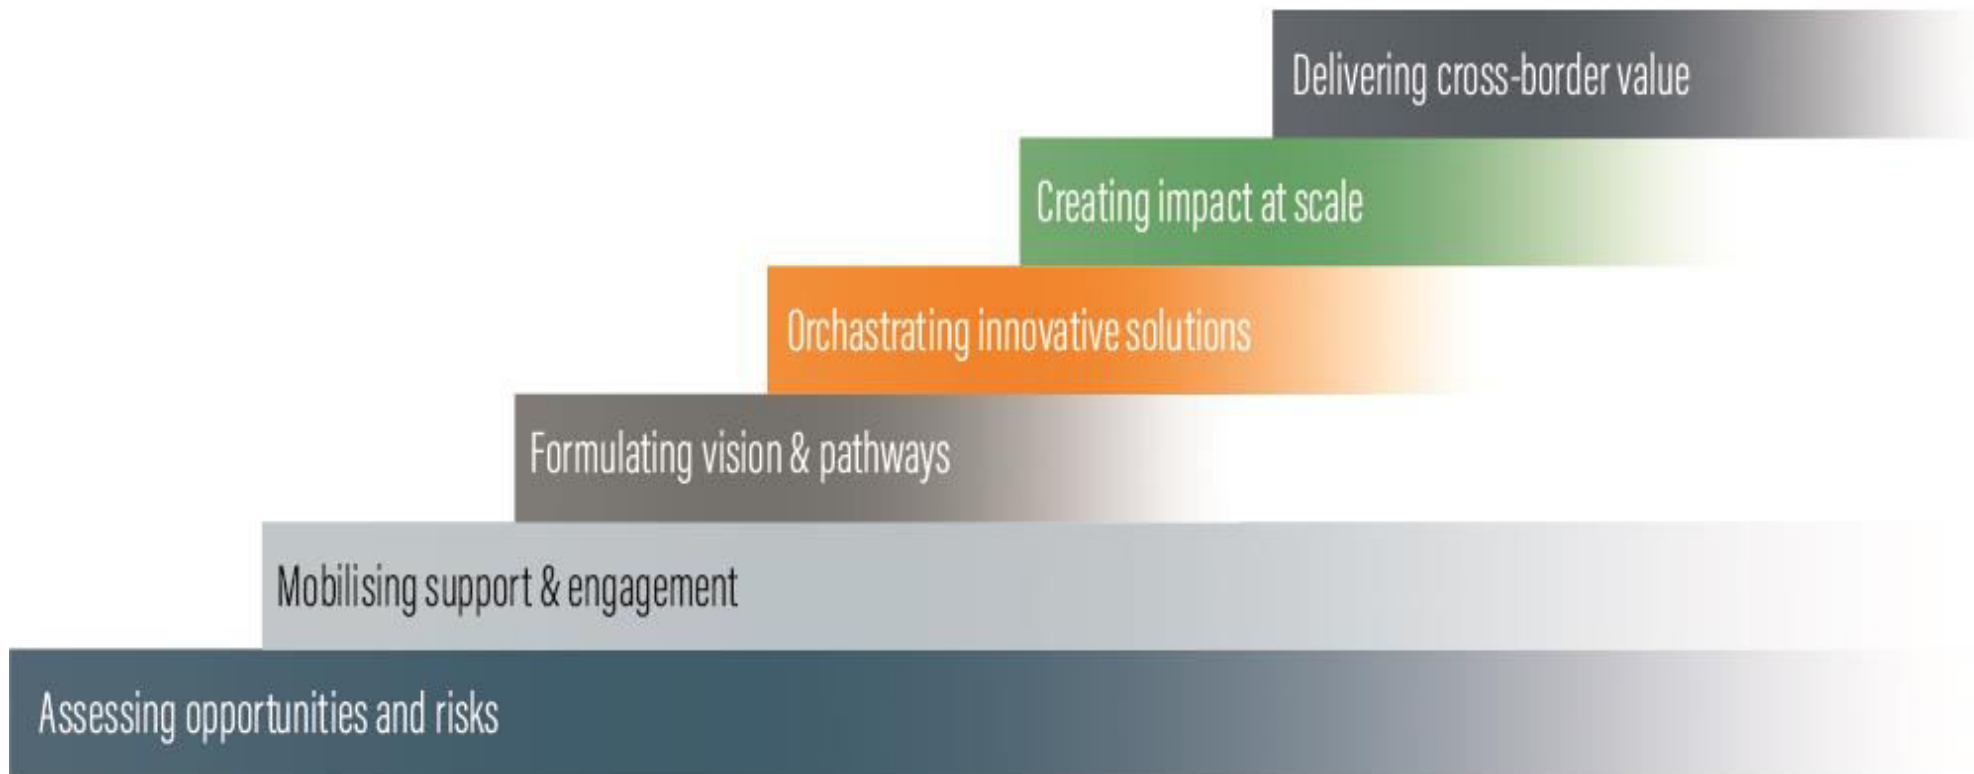 Delivering cross-border value
Creating impact at scale
Orchastrating innovative solutions
Formulating vision & pathways
Mobilising support & engagement
Assessing opportunities and risks